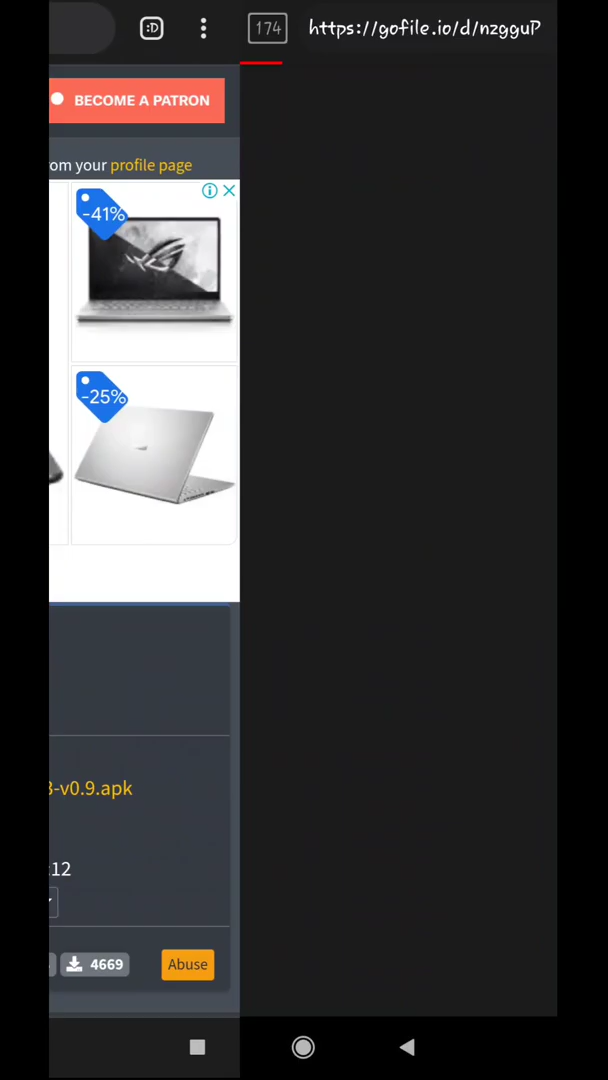 :D
174
https://gofile.io/d/nzgguP
BECOME A PATRON
om your profile page
-41%
-25%
3-v0.9.apk
:12
4669
Abuse